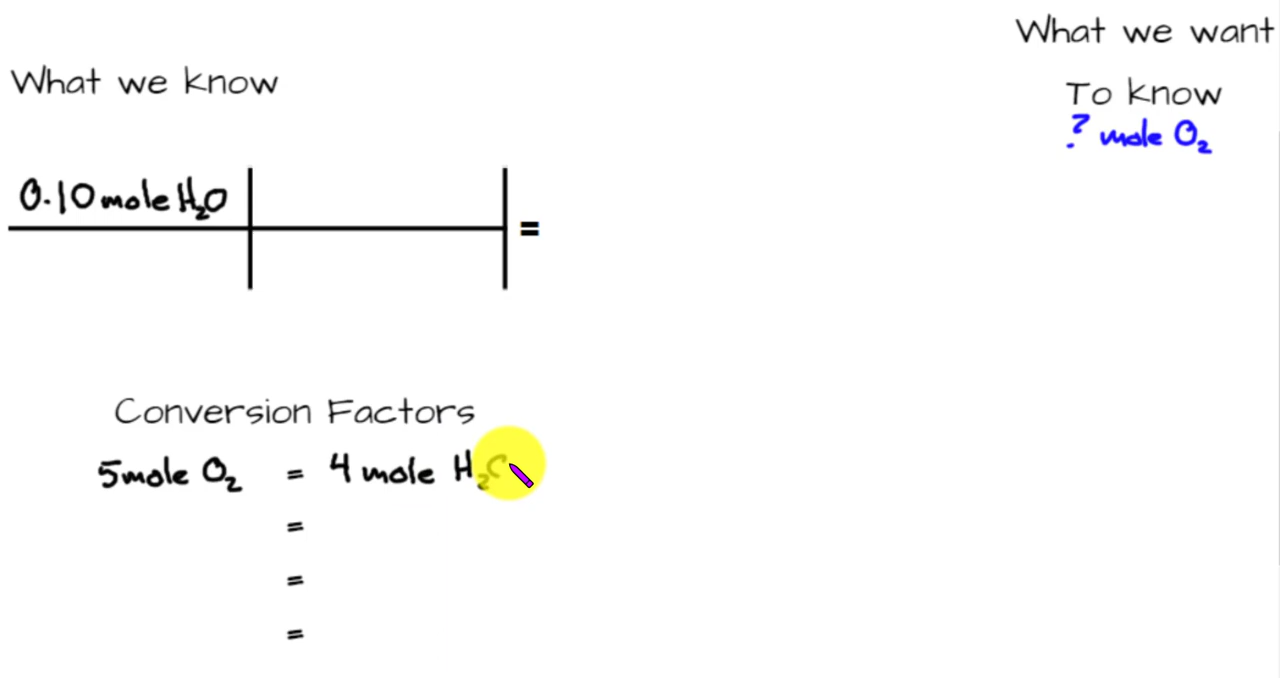 What we want
To know
? mole O₂
What we know
0.10 mole H₂O
=
Conversion Factors
5 mole O₂ = 4 mole H₂O
=
=
=